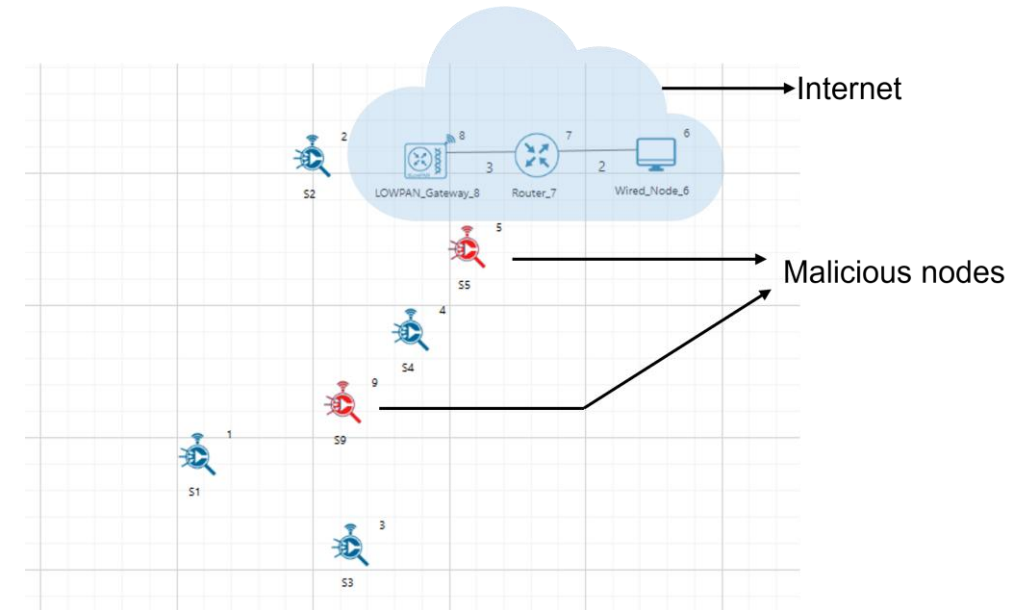 Internet
2
8
7
6
3
2
S2
LOWPAN_Gateway_8
Router_7
Wired_Node_6
5
S5
Malicious nodes
4
S4
9
S9
1
S1
3
S3